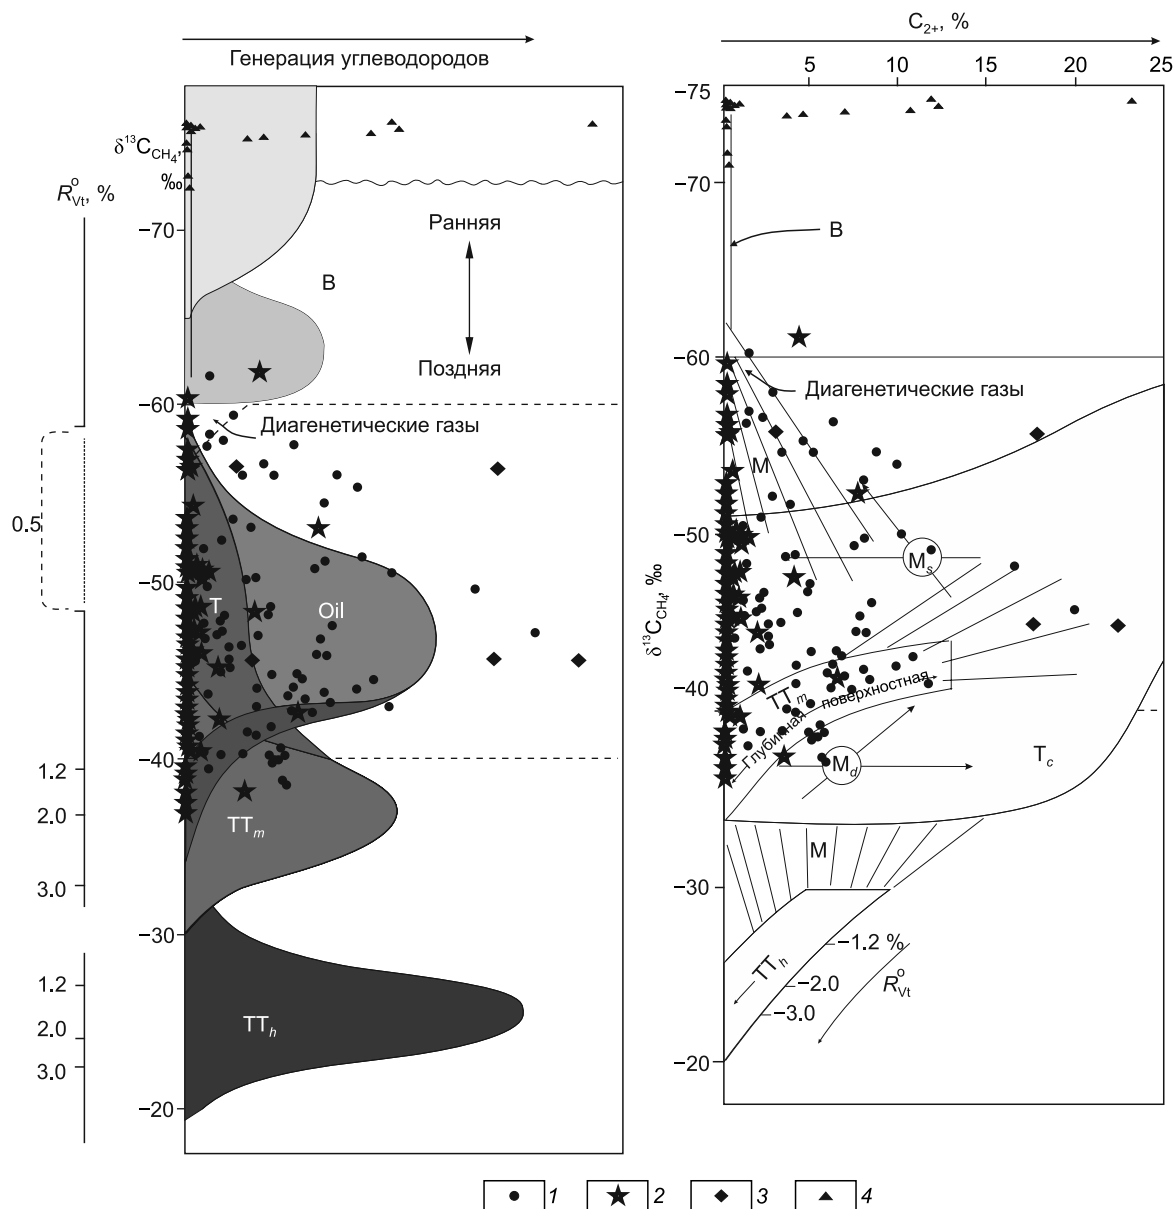 Генерация углеводородов
δ¹³C_CH₄, ‰
R°_Vt, %
−70
−60
−50
−40
−30
−20
0.5
1.2
2.0
3.0
1.2
2.0
3.0
Ранняя
B
Поздняя
Диагенетические газы
T
Oil
TT_m
TT_h
C₂₊, %
5
10
15
20
25
−75
−70
−60
−50
−40
−30
−20
δ¹³C_CH₄, ‰
B
Диагенетические газы
M
M_s
TT_m
поверхностная
Глубинная
M_d
T_c
M
TT_h
−1.2 %
−2.0
−3.0
R°_Vt
1
2
3
4